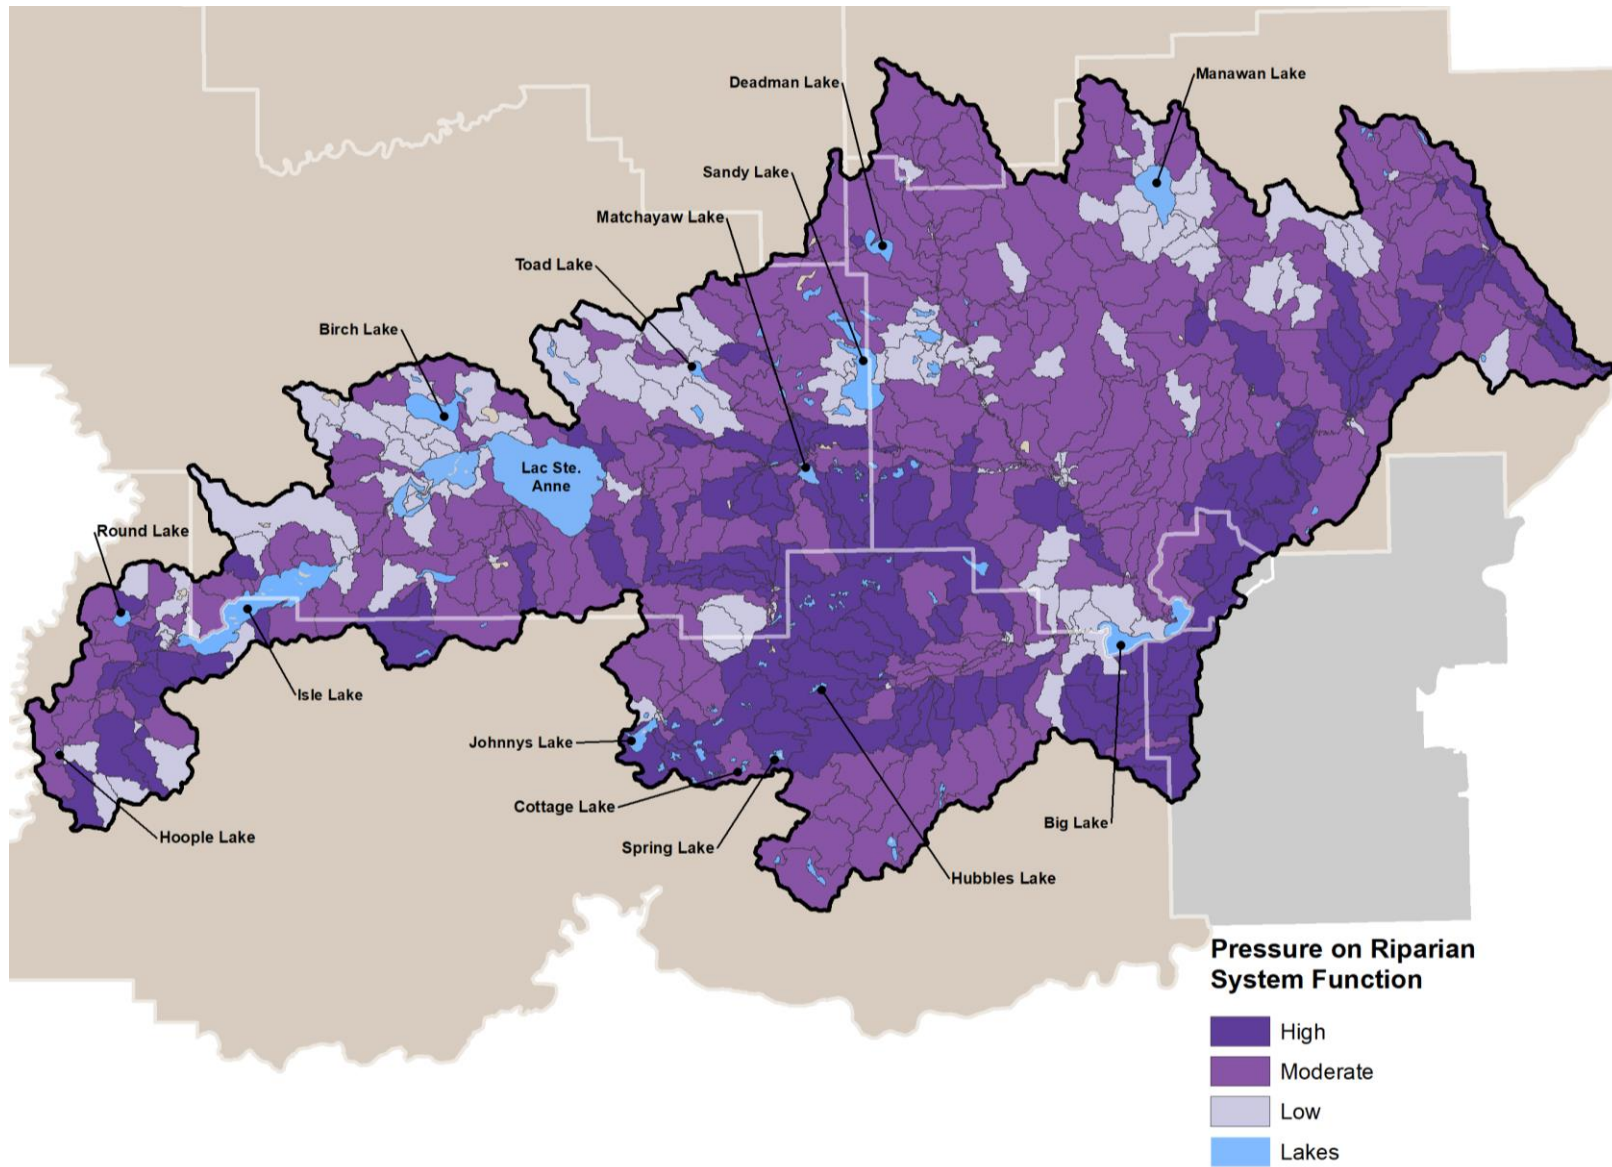 Deadman Lake
Manawan Lake
Sandy Lake
Matchayaw Lake
Toad Lake
Birch Lake
Lac Ste.
Anne
Round Lake
Isle Lake
Johnnys Lake
Cottage Lake
Big Lake
Hoople Lake
Spring Lake
Hubbles Lake
Pressure on Riparian
System Function
High
Moderate
Low
Lakes